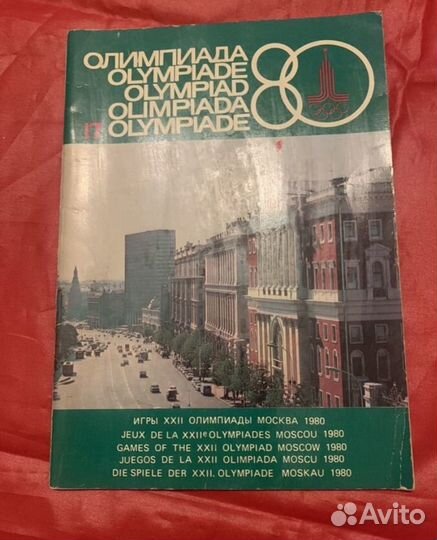 ОЛИМПИАДА
OLYMPIADE
OLYMPIAD
OLIMPIADA
17 OLYMPIADE
80
ИГРЫ XXII ОЛИМПИАДЫ МОСКВА 1980
JEUX DE LA XXIIe OLYMPIADES MOSCOU 1980
GAMES OF THE XXII OLYMPIAD MOSCOW 1980
JUEGOS DE LA XXII OLIMPIADA MOSCU 1980
DIE SPIELE DER XXII. OLYMPIADE MOSKAU 1980
Avito